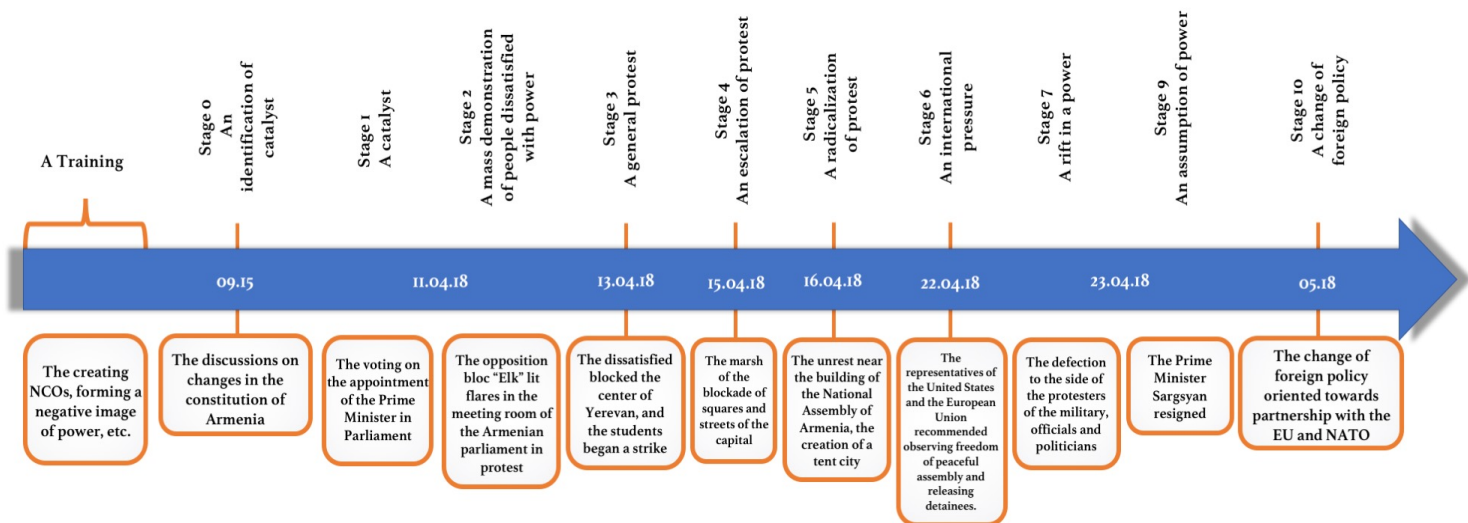 A Training
Stage 0
An
identification of
catalyst
Stage 1
A catalyst
Stage 2
A mass demonstration
of people dissatisfied
with power
Stage 3
A general protest
Stage 4
An escalation of protest
Stage 5
A radicalization
of protest
Stage 6
An international
pressure
Stage 7
A rift in a power
Stage 9
An assumption of power
Stage 10
A change of
foreign policy
09.15
11.04.18
13.04.18
15.04.18
16.04.18
22.04.18
23.04.18
05.18
The creating
NCOs, forming a
negative image
of power, etc.
The discussions on
changes in the
constitution of
Armenia
The voting on
the appointment
of the Prime
Minister in
Parliament
The opposition
bloc “Elk” lit
flares in the
meeting room of
the Armenian
parliament in
protest
The dissatisfied
blocked the
center of
Yerevan, and
the students
began a strike
The marsh
of the
blockade of
squares and
streets of the
capital
The unrest near
the building of
the National
Assembly of
Armenia, the
creation of a
tent city
The
representatives of
the United States
and the European
Union
recommended
observing freedom
of peaceful
assembly and
releasing
detainees.
The defection
to the side of
the protesters
of the military,
officials and
politicians
The Prime
Minister
Sargsyan
resigned
The change of
foreign policy
oriented towards
partnership with the
EU and NATO